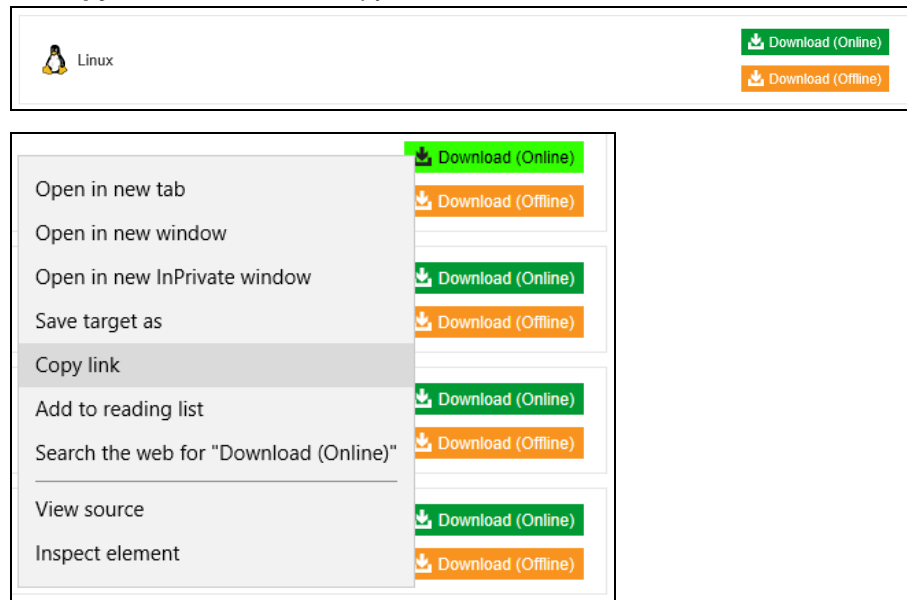 Linux
Download (Online)
Download (Offline)
Download (Online)
Open in new tab
Download (Offline)
Open in new window
Open in new InPrivate window
Download (Online)
Save target as
Download (Offline)
Copy link
Add to reading list
Download (Online)
Search the web for "Download (Online)"
Download (Offline)
View source
Download (Online)
Inspect element
Download (Offline)